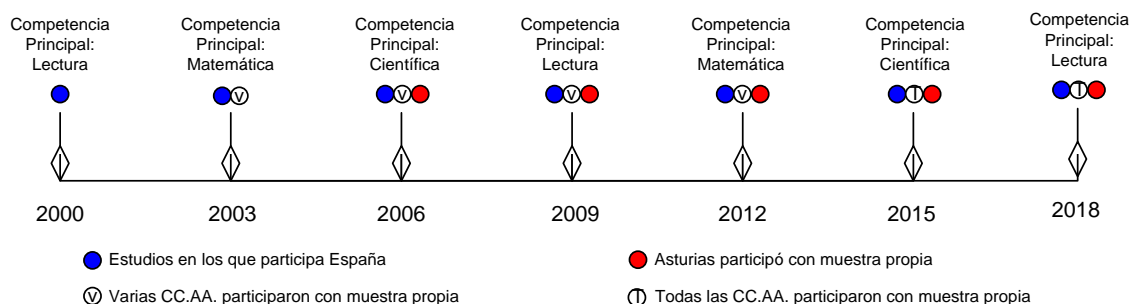 Competencia
Principal:
Lectura
Competencia
Principal:
Matemática
Competencia
Principal:
Científica
Competencia
Principal:
Lectura
Competencia
Principal:
Matemática
Competencia
Principal:
Científica
Competencia
Principal:
Lectura
V
V
V
V
T
T
2000
2003
2006
2009
2012
2015
2018
Estudios en los que participa España
Asturias participó con muestra propia
V Varias CC.AA. participaron con muestra propia
T Todas las CC.AA. participaron con muestra propia